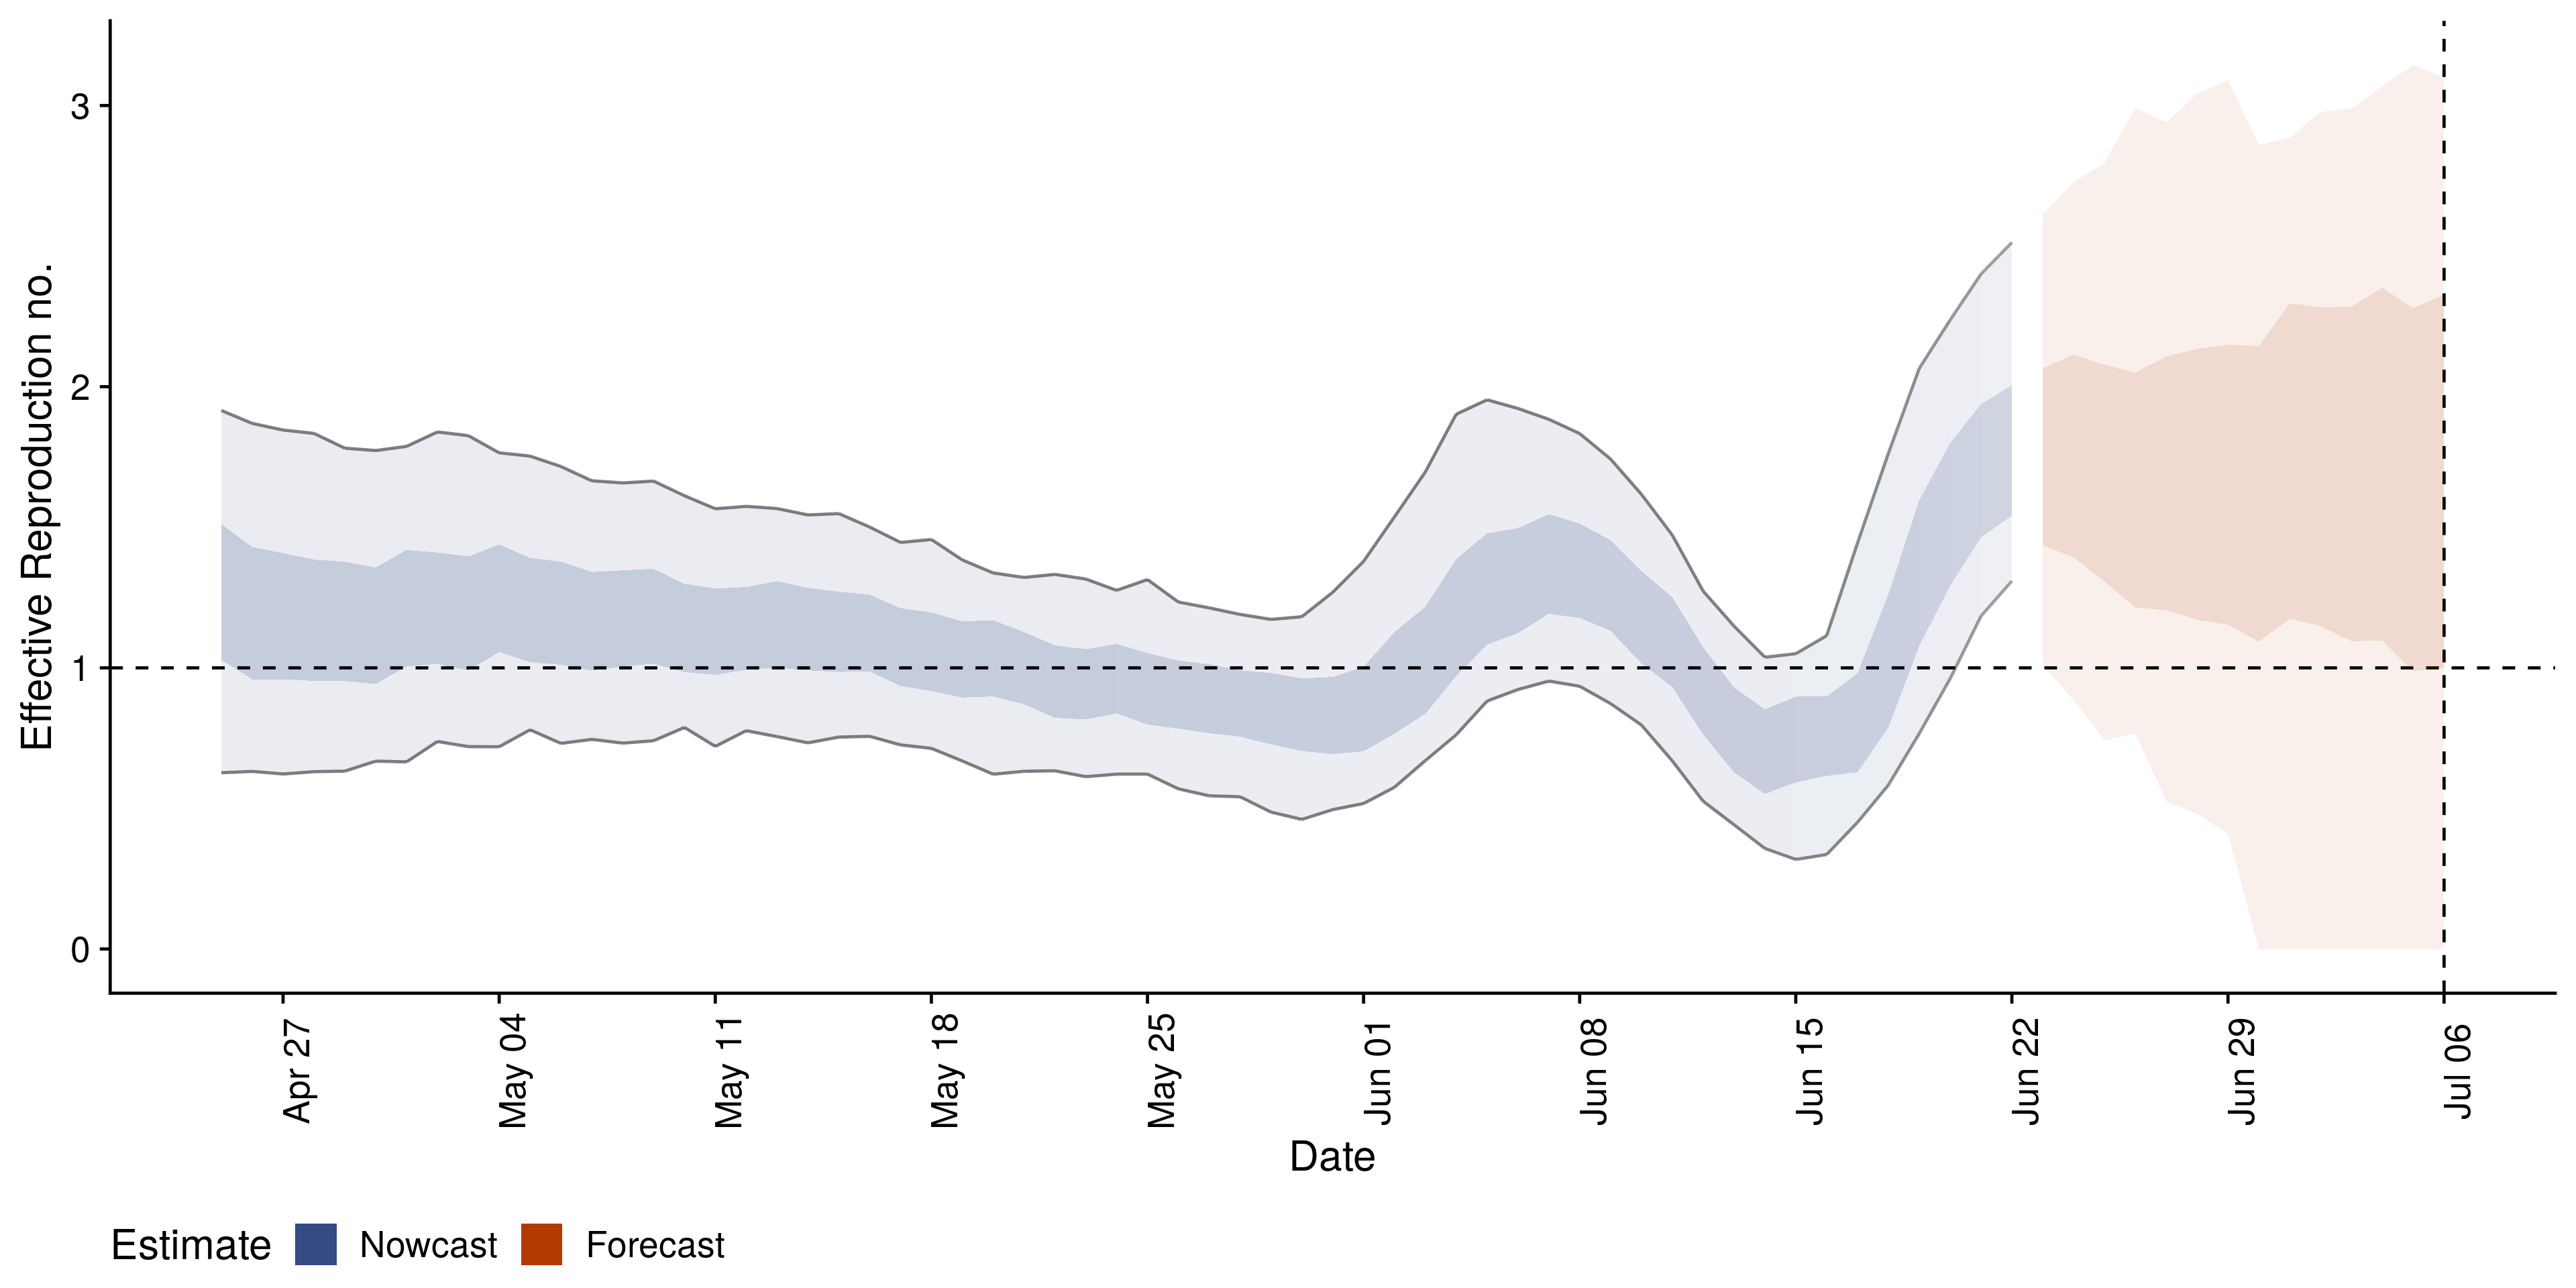 Effective Reproduction no.
3
2
1
0
Apr 27
May 04
May 11
May 18
May 25
Jun 01
Jun 08
Jun 15
Jun 22
Jun 29
Jul 06
Date
Estimate Nowcast Forecast